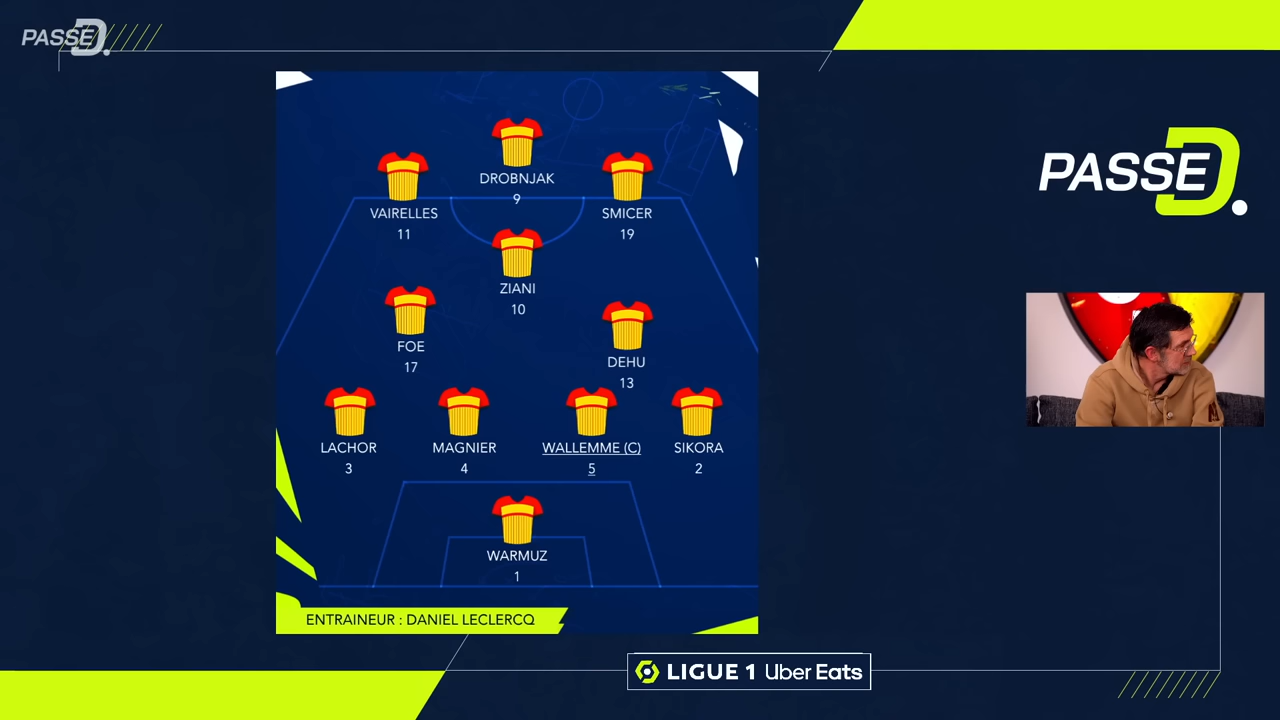 PASSE D.
DROBNJAK
9
VAIRELLES
11
SMICER
19
ZIANI
10
FOE
17
DEHU
13
LACHOR
3
MAGNIER
4
WALLEMME (C)
5
SIKORA
2
WARMUZ
1
ENTRAINEUR : DANIEL LECLERCQ
PASSE D.
LIGUE 1 Uber Eats